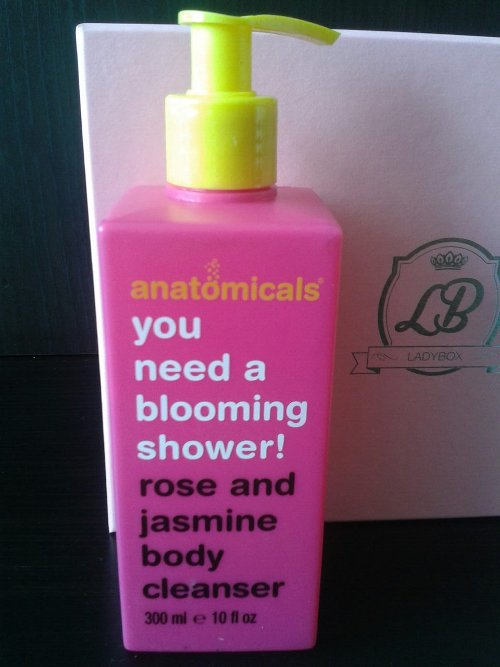 anatomicals®
you
need a
blooming
shower!
rose and
jasmine
body
cleanser
300 ml e 10 fl oz
LB
LADYBOX